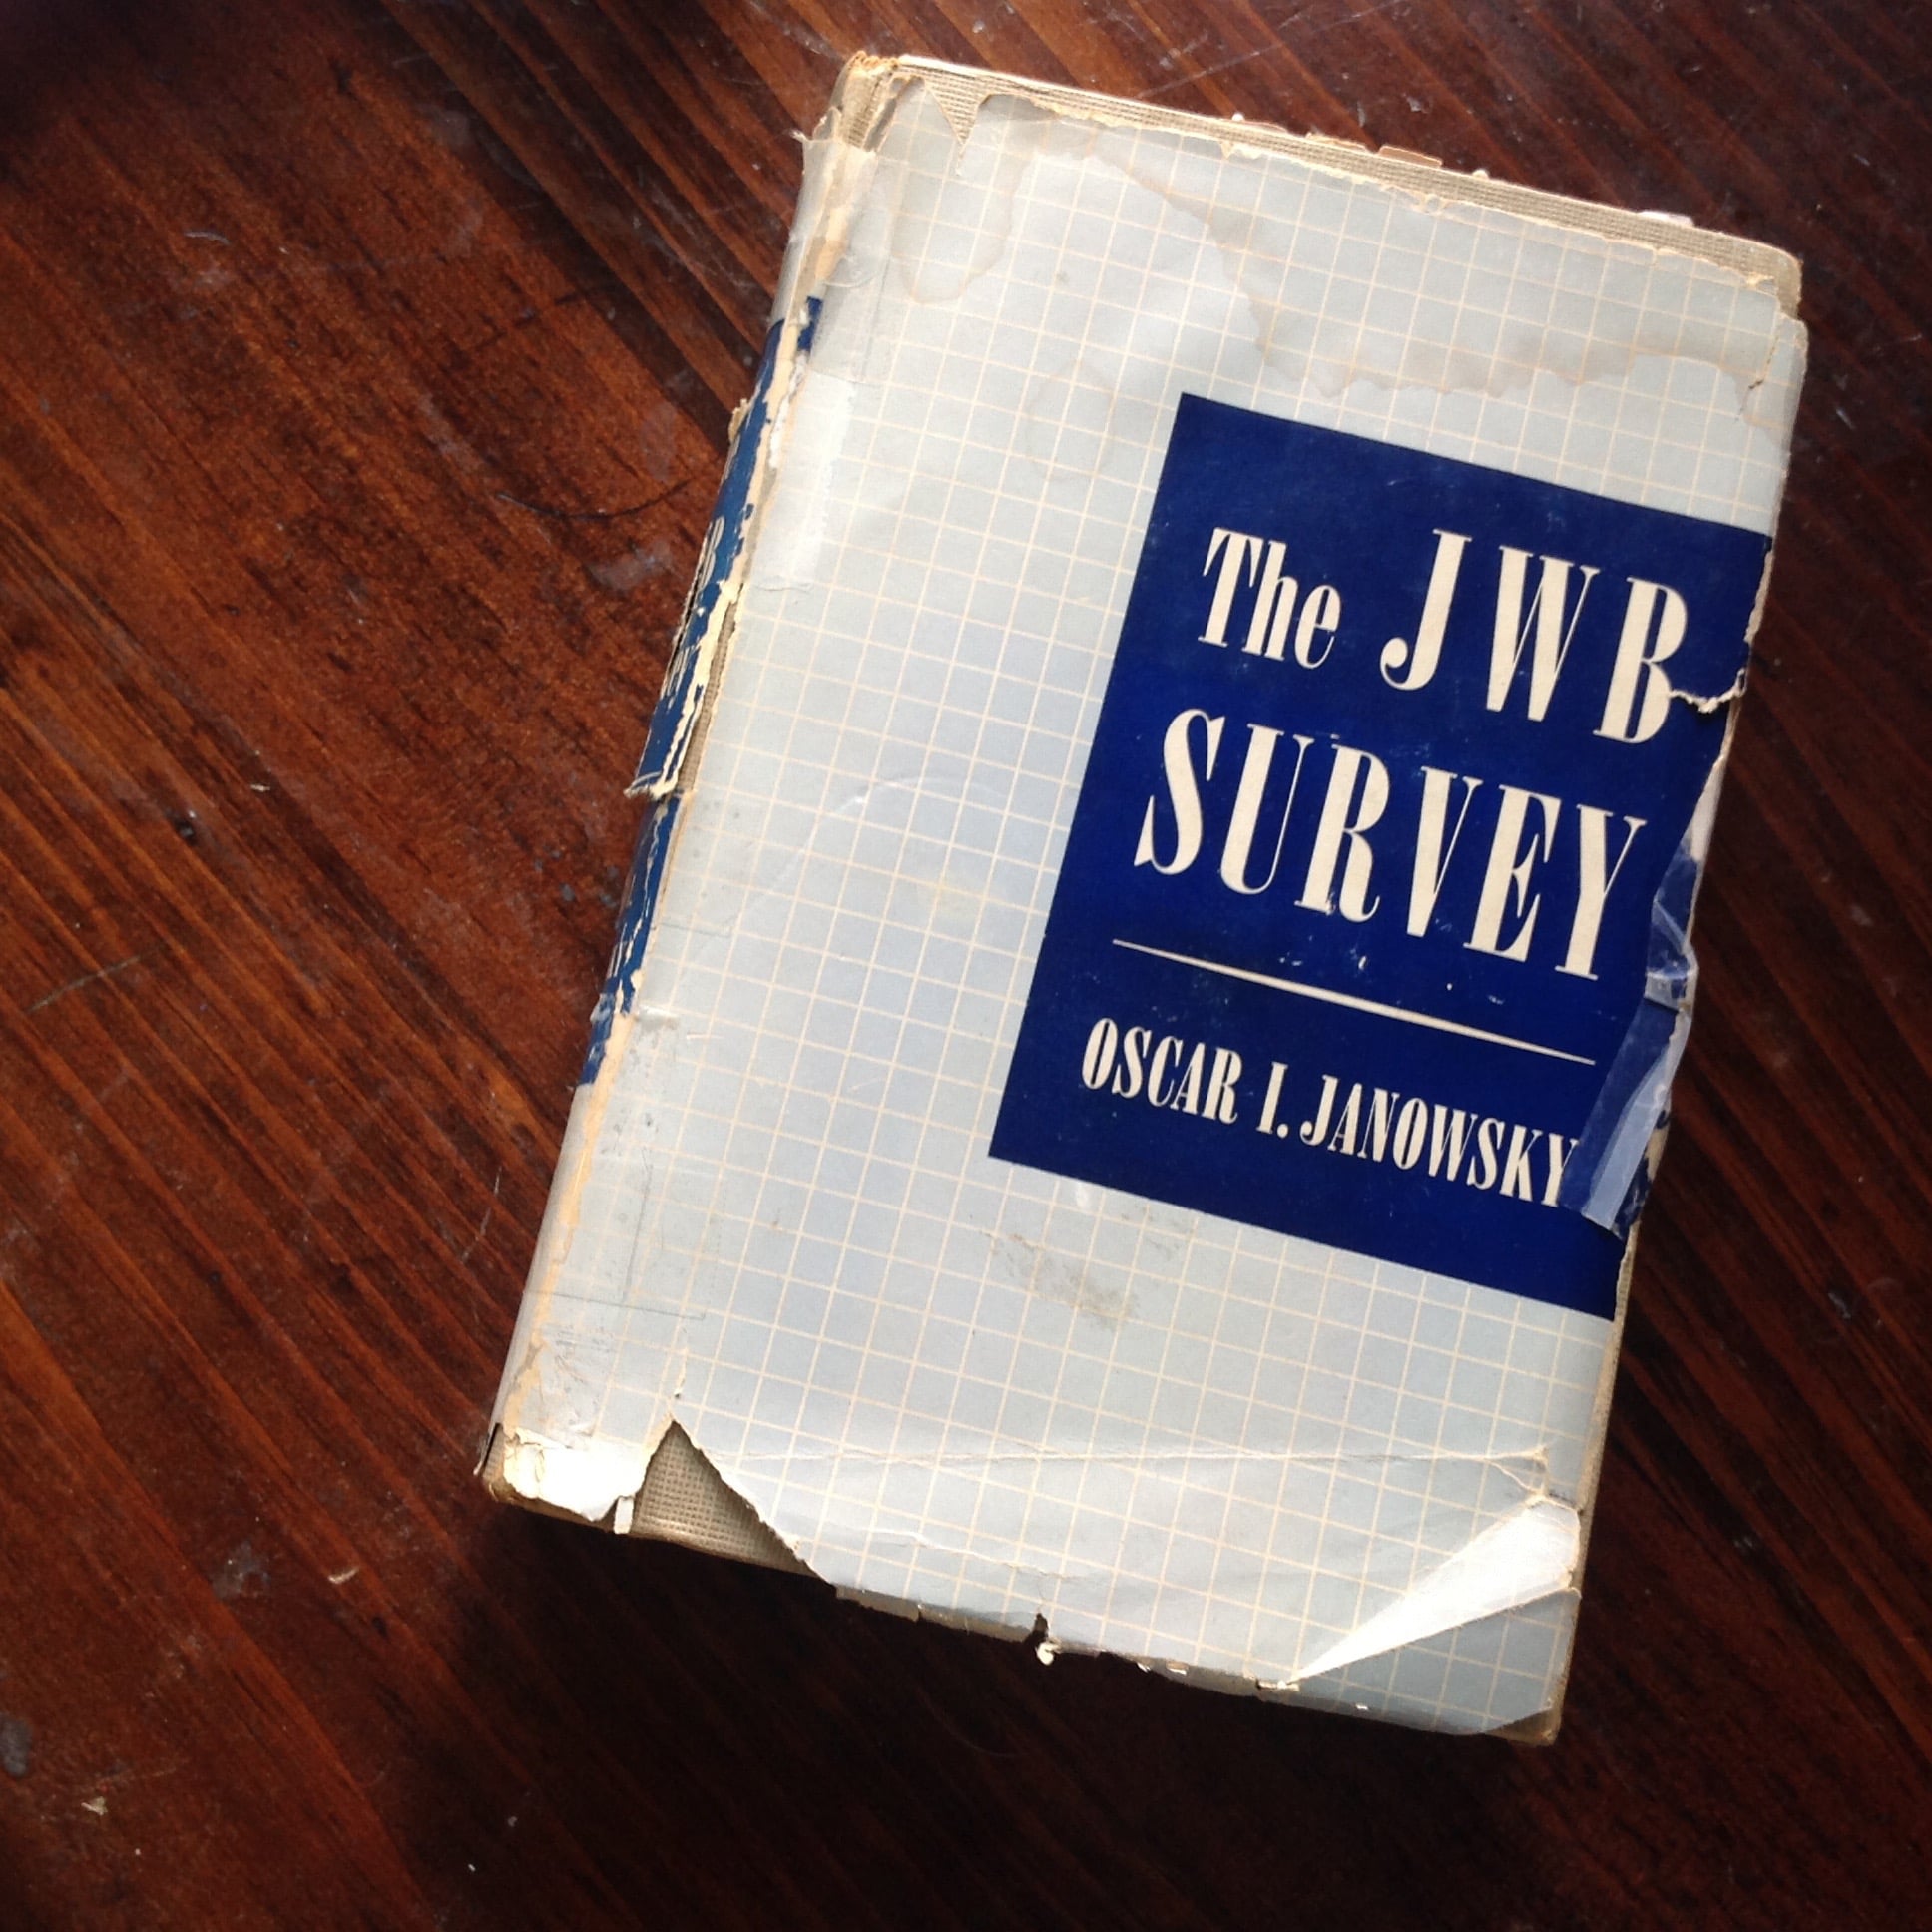 The JWB
SURVEY
OSCAR I. JANOWSKY